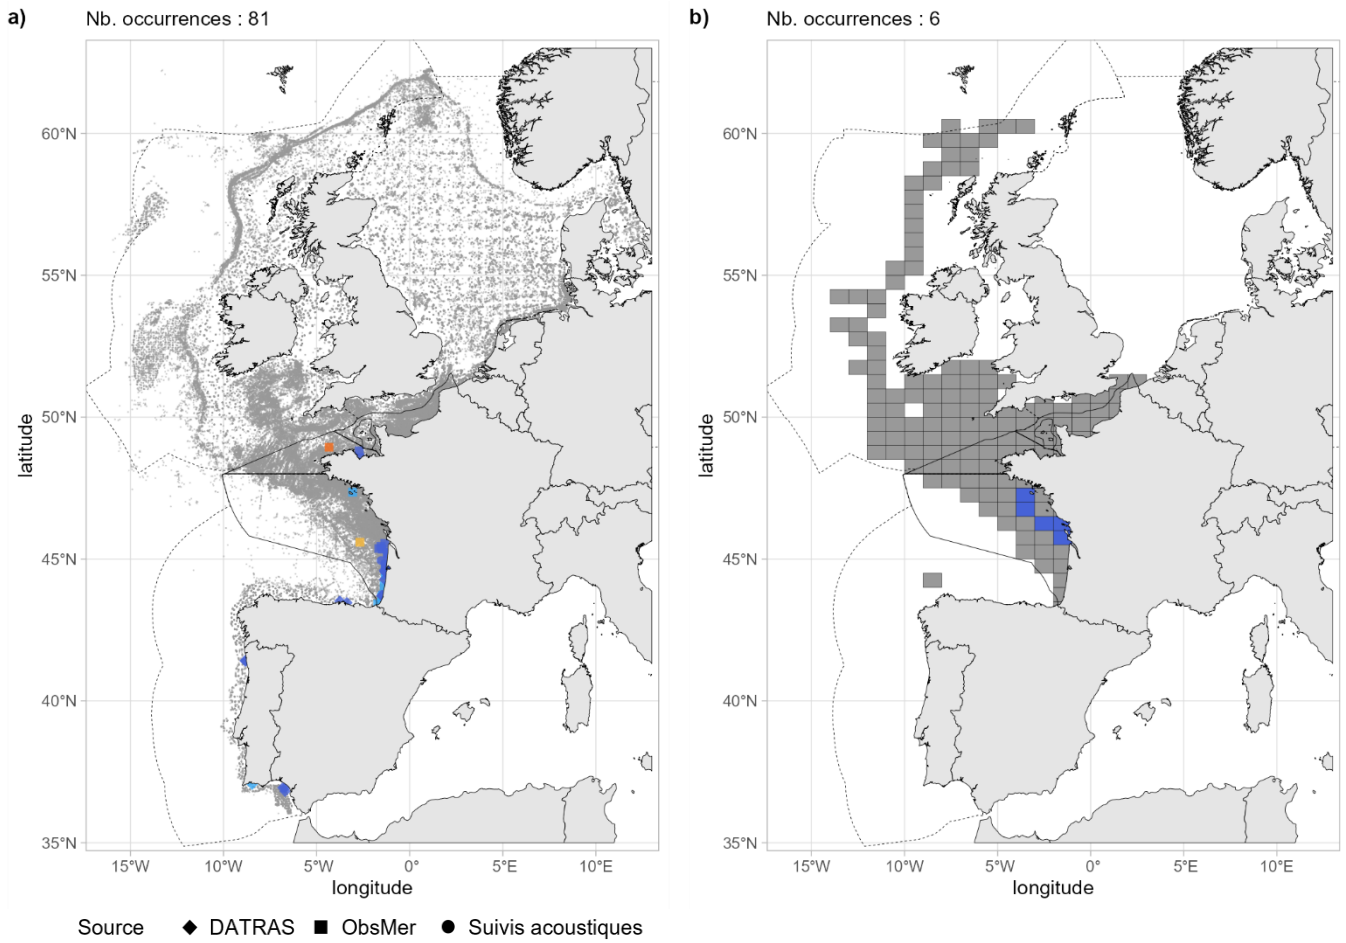 a)
Nb. occurrences : 81
b)
Nb. occurrences : 6
60°N
55°N
50°N
45°N
40°N
35°N
latitude
15°W
10°W
5°W
0°
5°E
10°E
longitude
60°N
55°N
50°N
45°N
40°N
35°N
latitude
15°W
10°W
5°W
0°
5°E
10°E
longitude
Source DATRAS ObsMer Suivis acoustiques